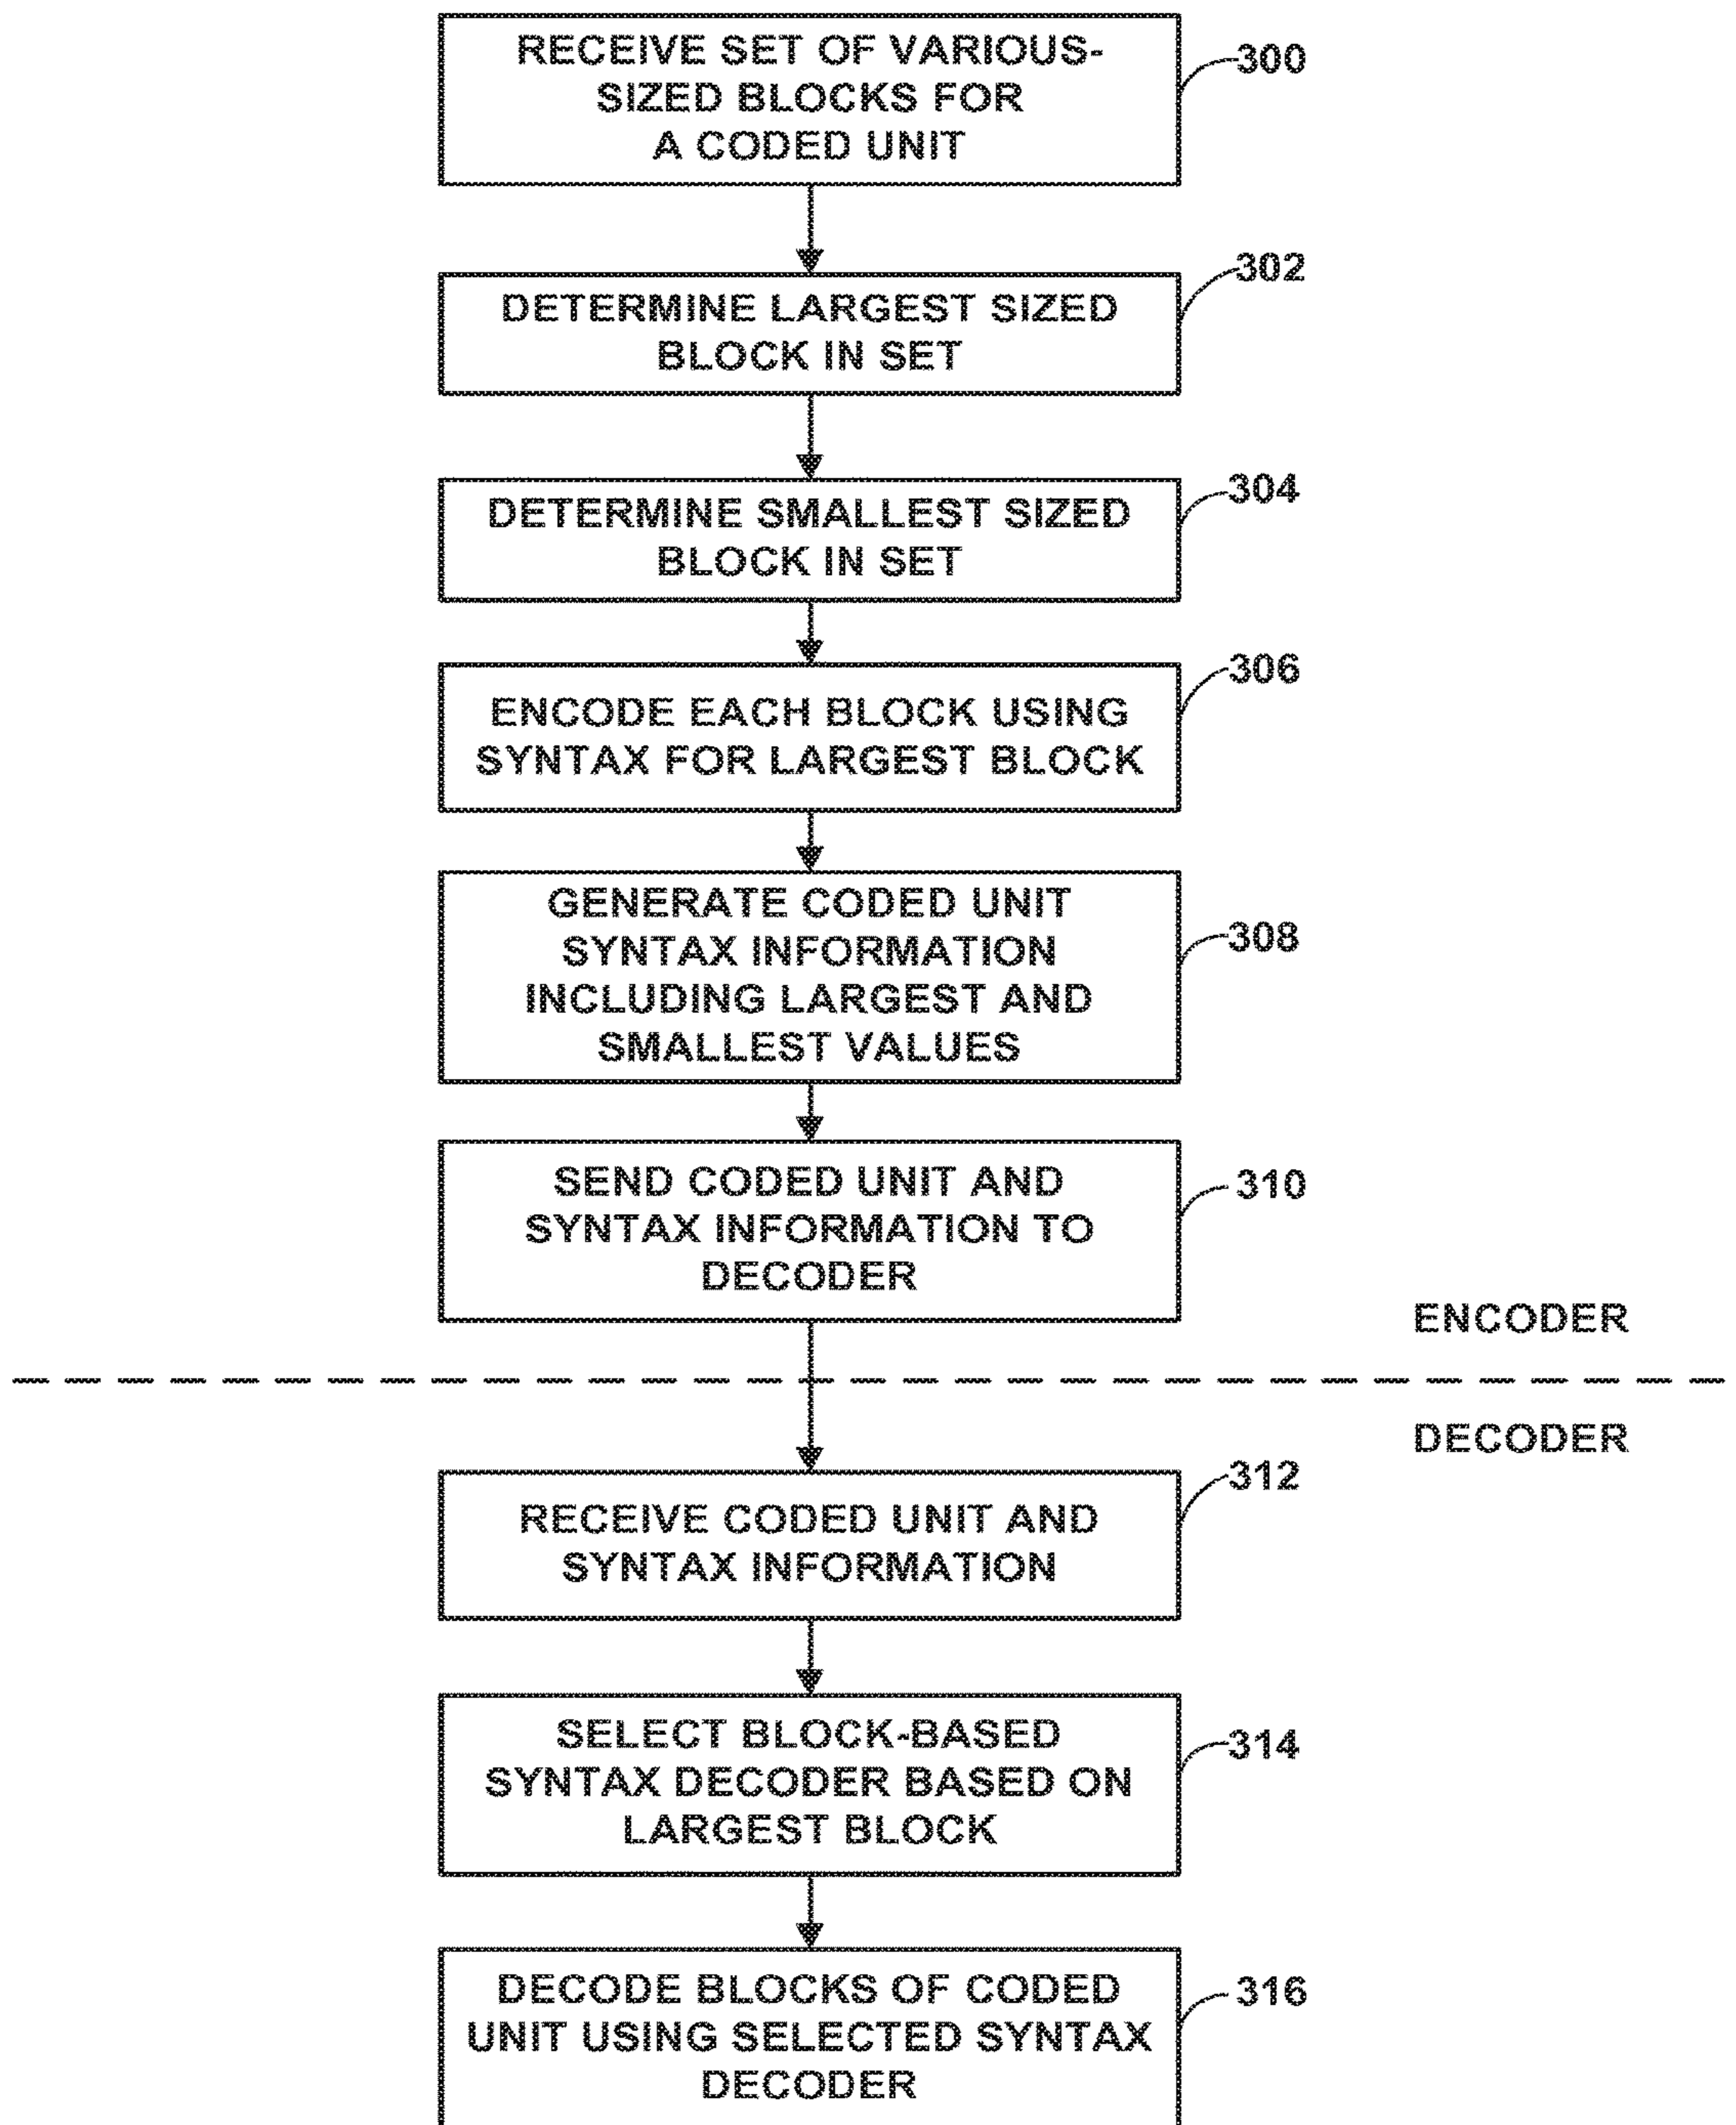 RECEIVE SET OF VARIOUS-
SIZED BLOCKS FOR
A CODED UNIT
300
DETERMINE LARGEST SIZED
BLOCK IN SET
302
DETERMINE SMALLEST SIZED
BLOCK IN SET
304
ENCODE EACH BLOCK USING
SYNTAX FOR LARGEST BLOCK
306
GENERATE CODED UNIT
SYNTAX INFORMATION
INCLUDING LARGEST AND
SMALLEST VALUES
308
SEND CODED UNIT AND
SYNTAX INFORMATION TO
DECODER
310
ENCODER
DECODER
RECEIVE CODED UNIT AND
SYNTAX INFORMATION
312
SELECT BLOCK-BASED
SYNTAX DECODER BASED ON
LARGEST BLOCK
314
DECODE BLOCKS OF CODED
UNIT USING SELECTED SYNTAX
DECODER
316